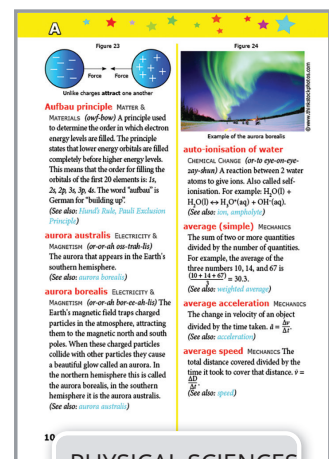 A
Figure 23
Force
Force
Unlike charges attract one another
Aufbau principle MATTER &
MATERIALS (owf-bow) A principle used
to determine the order in which electron
energy levels are filled. The principle
states that lower energy orbitals are filled
completely before higher energy levels.
This means that the order for filling the
orbitals of the first 20 elements is: 1s,
2s, 2p, 3s, 3p, 4s. The word "aufbau" is
German for "building up".
(See also: Hund's Rule, Pauli Exclusion
Principle)
aurora australis ELECTRICITY &
MAGNETISM (or-or-ah oss-trah-lis)
The aurora that appears in the Earth's
southern hemisphere.
(See also: aurora borealis)
aurora borealis ELECTRICITY &
MAGNETISM (or-or-ah bor-ee-ah-lis) The
Earth's magnetic field traps charged
particles in the atmosphere, attracting
them to the magnetic north and south
poles. When these charged particles
collide with other particles they cause
a beautiful glow called an aurora. In
the northern hemisphere this is called
the aurora borealis, in the southern
hemisphere it is the aurora australis.
(See also: aurora australis)
Figure 24
© www.thinkstockphotos.com
Example of the aurora borealis
auto-ionisation of water
CHEMICAL CHANGE (or-to eye-on-eye-
zay-shun) A reaction between 2 water
atoms to give ions. Also called self-
ionisation. For example: H₂O(l) +
H₂O(l) ↔ H₃O⁺(aq) + OH⁻(aq).
(See also: ion, ampholyte)
average (simple) MECHANICS
The sum of two or more quantities
divided by the number of quantities.
For example, the average of the
three numbers 10, 14, and 67 is
(10 + 14 + 67)/3 = 30.3.
(See also: weighted average)
average acceleration MECHANICS
The change in velocity of an object
divided by the time taken. ā = Δv/Δt.
(See also: acceleration)
average speed MECHANICS The
total distance covered divided by the
time it took to cover that distance. v̄ =
ΔD/Δt.
(See also: speed)
10
PHYSICAL SCIENCES